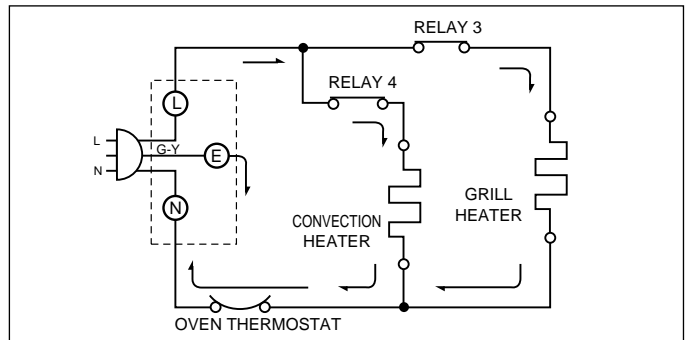 RELAY 3
RELAY 4
L
L
G-Y
E
N
N
CONVECTION
HEATER
GRILL
HEATER
OVEN THERMOSTAT